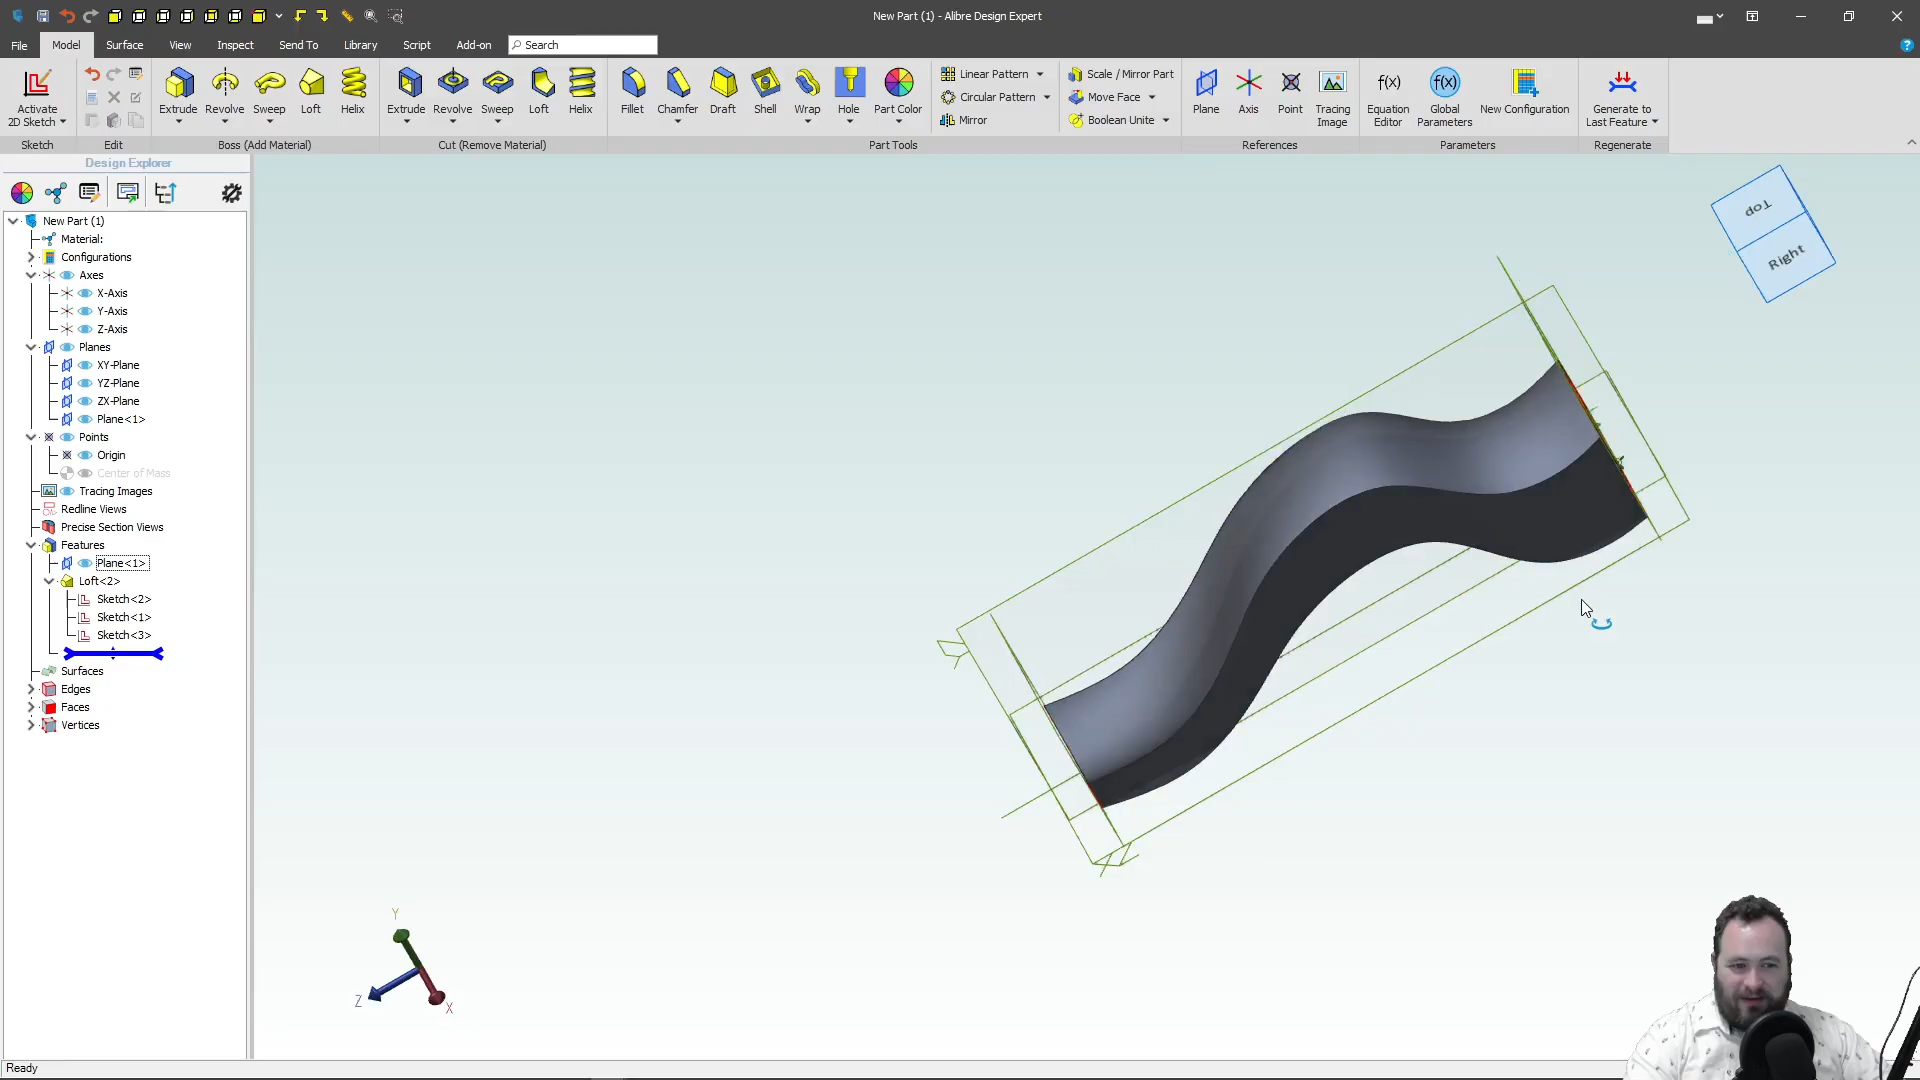 New Part (1) - Alibre Design Expert
File Model Surface View Inspect Send To Library Script Add-on Search
Activate
2D Sketch
Extrude Revolve Sweep Loft Helix
Extrude Revolve Sweep Loft Helix
Fillet Chamfer Draft Shell Wrap Hole Part Color
Linear Pattern
Circular Pattern
Mirror
Scale / Mirror Part
Move Face
Boolean Unite
Plane Axis Point Tracing
Image
f(x) Equation
Editor
f(x) Global
Parameters
New Configuration
Generate to
Last Feature
Sketch Edit Boss (Add Material) Cut (Remove Material) Part Tools References Parameters Regenerate
Design Explorer
New Part (1)
Material:
Configurations
Axes
X-Axis
Y-Axis
Z-Axis
Planes
XY-Plane
YZ-Plane
ZX-Plane
Plane<1>
Points
Origin
Center of Mass
Tracing Images
Redline Views
Precise Section Views
Features
Plane<1>
Loft<2>
Sketch<2>
Sketch<1>
Sketch<3>
Surfaces
Edges
Faces
Vertices
Top
Right
Y
Z
X
Ready